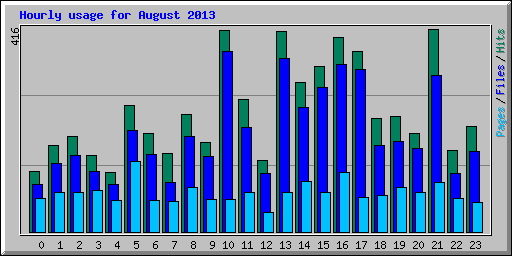 Hourly usage for August 2013
416
Pages/Files/Hits
0 1 2 3 4 5 6 7 8 9 10 11 12 13 14 15 16 17 18 19 20 21 22 23